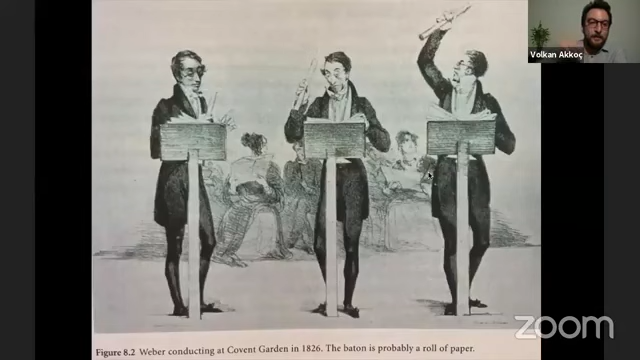 Volkan Akkoç
Figure 8.2 Weber conducting at Covent Garden in 1826. The baton is probably a roll of paper.
zoom